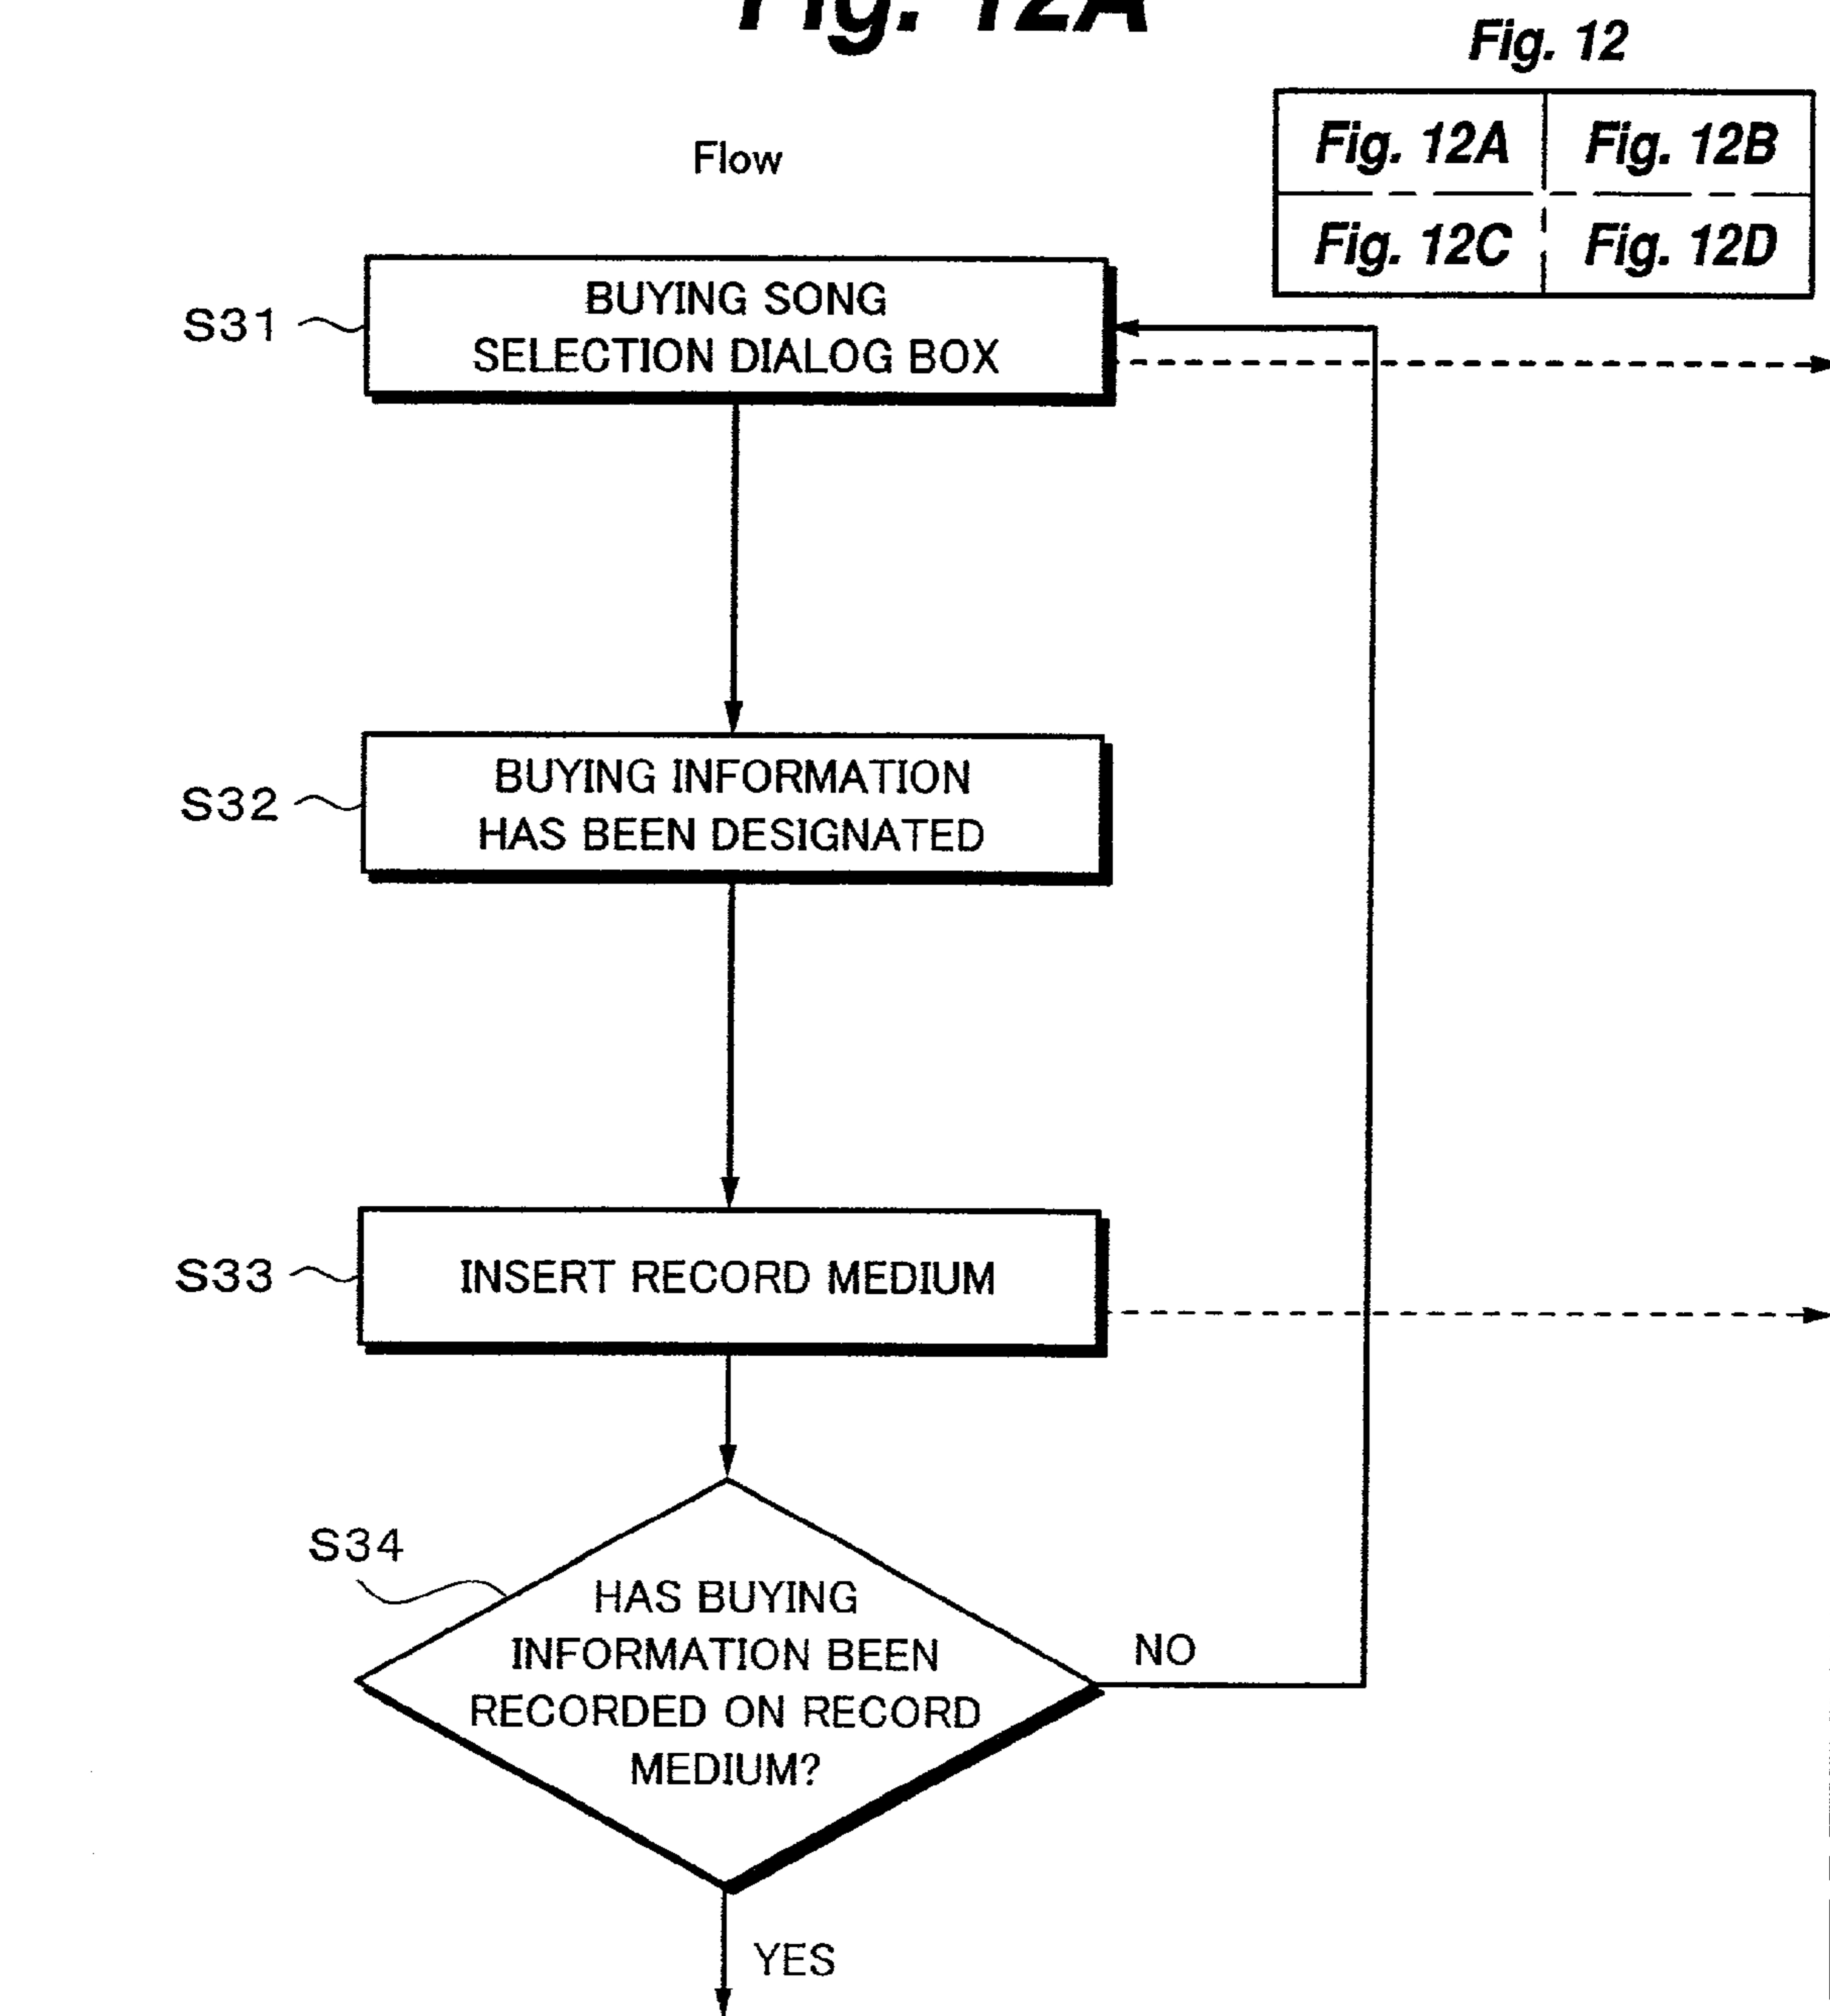 Fig. 12A
Fig. 12
Fig. 12A Fig. 12B
Fig. 12C Fig. 12D
Flow
S31
BUYING SONG
SELECTION DIALOG BOX
S32
BUYING INFORMATION
HAS BEEN DESIGNATED
S33
INSERT RECORD MEDIUM
S34
HAS BUYING
INFORMATION BEEN
RECORDED ON RECORD
MEDIUM?
NO
YES